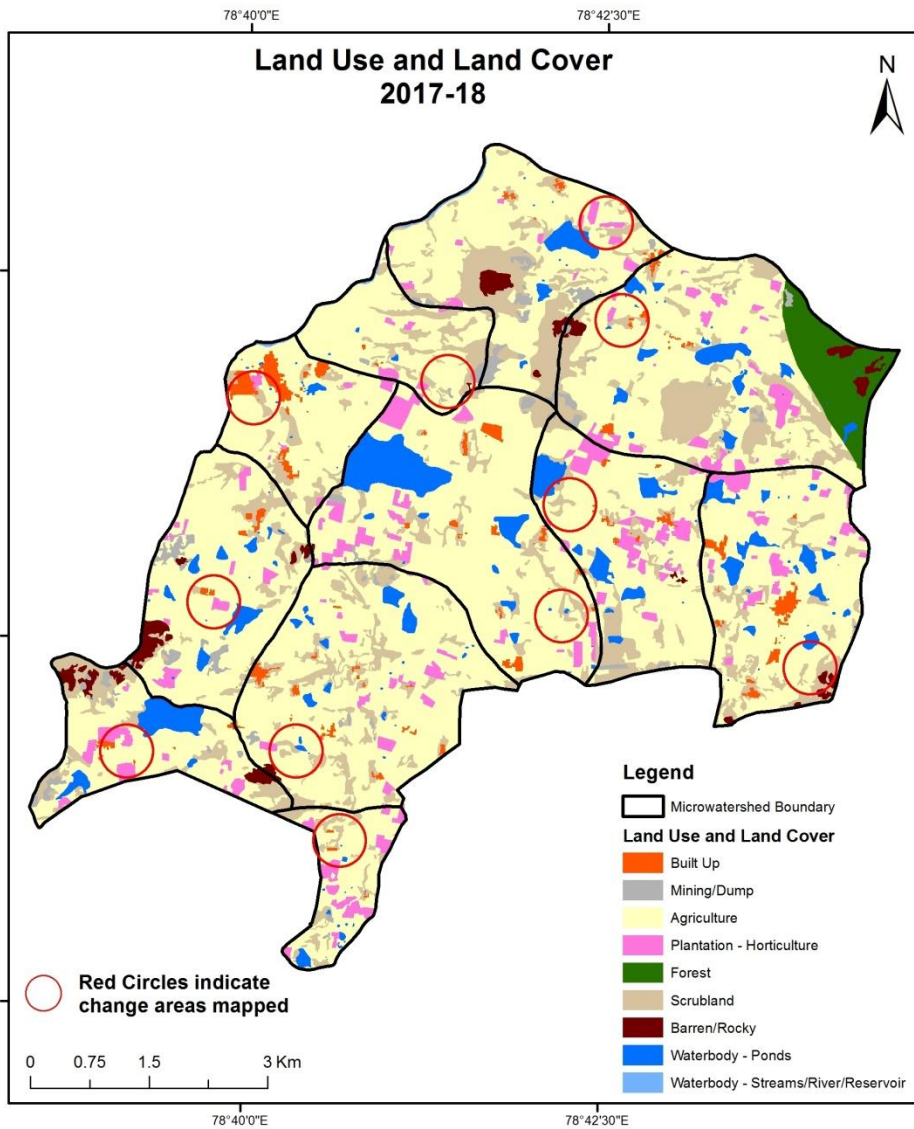 78°40'0"E
78°42'30"E
Land Use and Land Cover
2017-18
N
Legend
Microwatershed Boundary
Land Use and Land Cover
Built Up
Mining/Dump
Agriculture
Plantation - Horticulture
Forest
Scrubland
Barren/Rocky
Waterbody - Ponds
Waterbody - Streams/River/Reservoir
Red Circles indicate
change areas mapped
0 0.75 1.5 3 Km
78°40'0"E
78°42'30"E